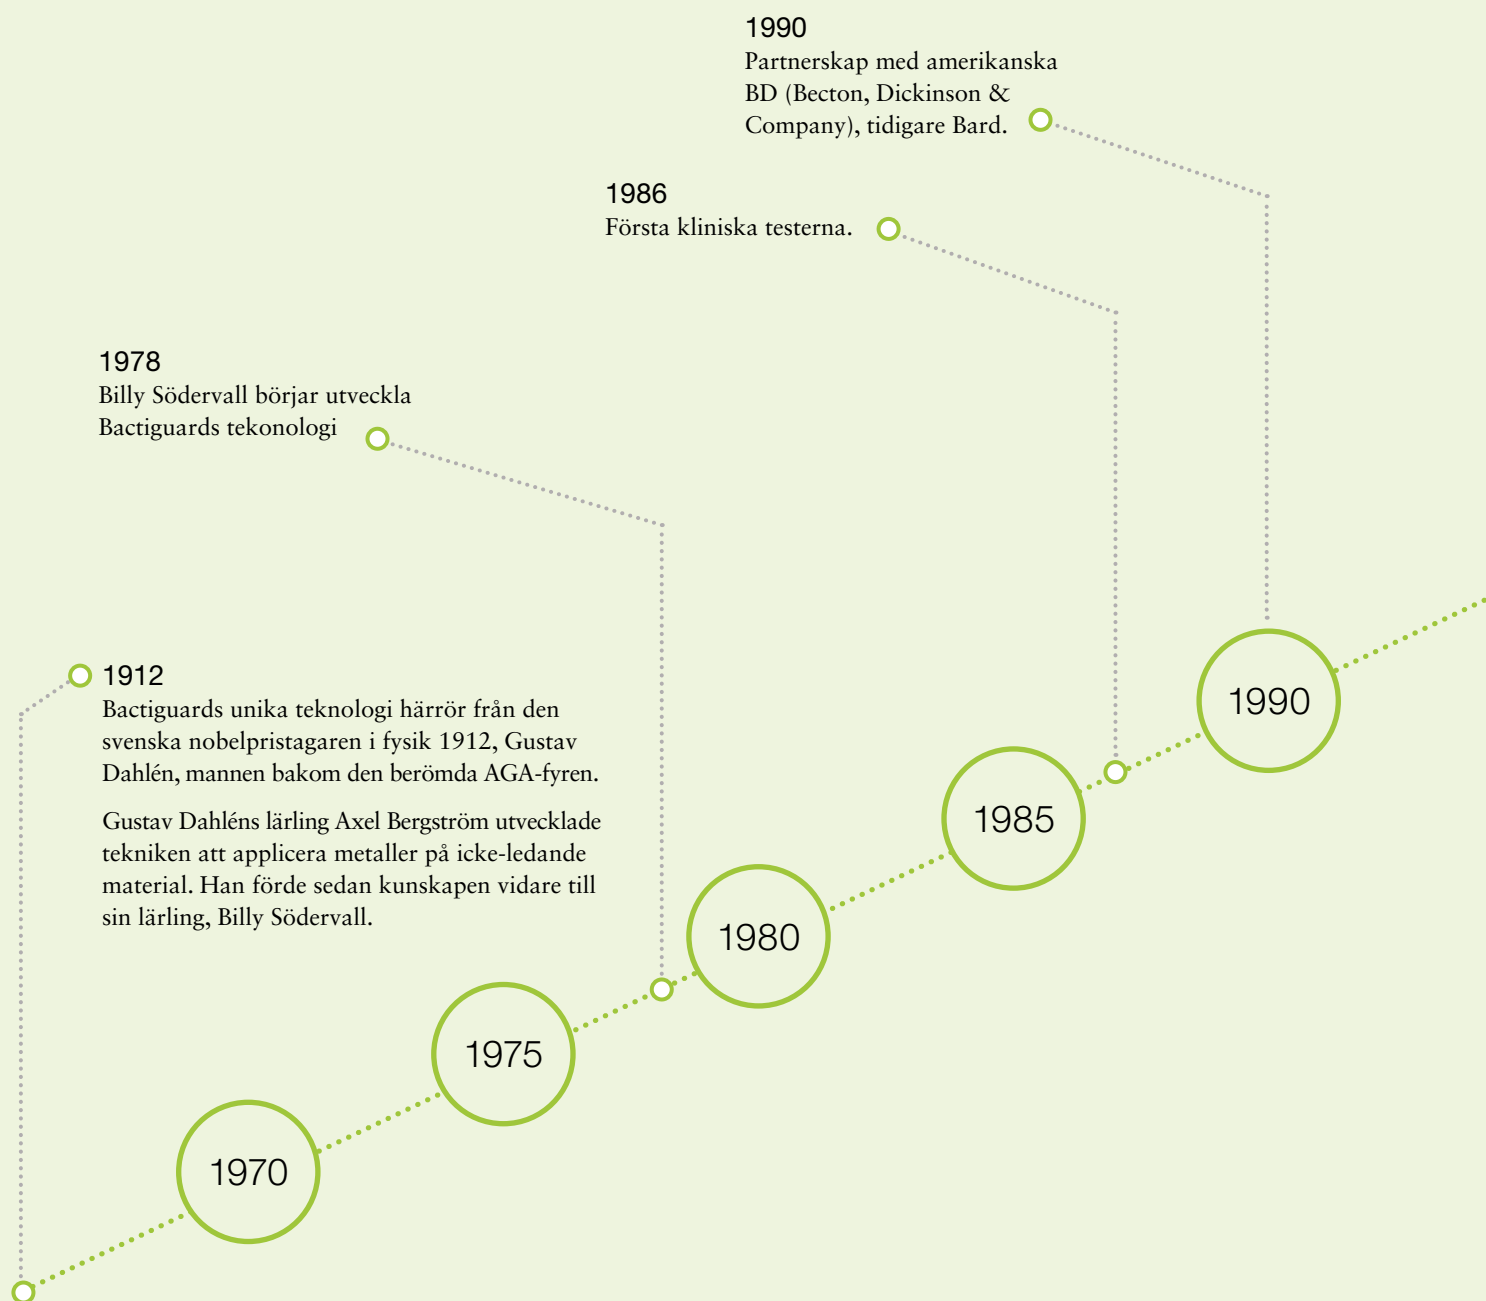 1990
Partnerskap med amerikanska
BD (Becton, Dickinson &
Company), tidigare Bard.
1986
Första kliniska testerna.
1978
Billy Södervall börjar utveckla
Bactiguards tekonologi
1912
Bactiguards unika teknologi härrör från den
svenska nobelpristagaren i fysik 1912, Gustav
Dahlén, mannen bakom den berömda AGA-fyren.
Gustav Dahléns lärling Axel Bergström utvecklade
tekniken att applicera metaller på icke-ledande
material. Han förde sedan kunskapen vidare till
sin lärling, Billy Södervall.
1970
1975
1980
1985
1990